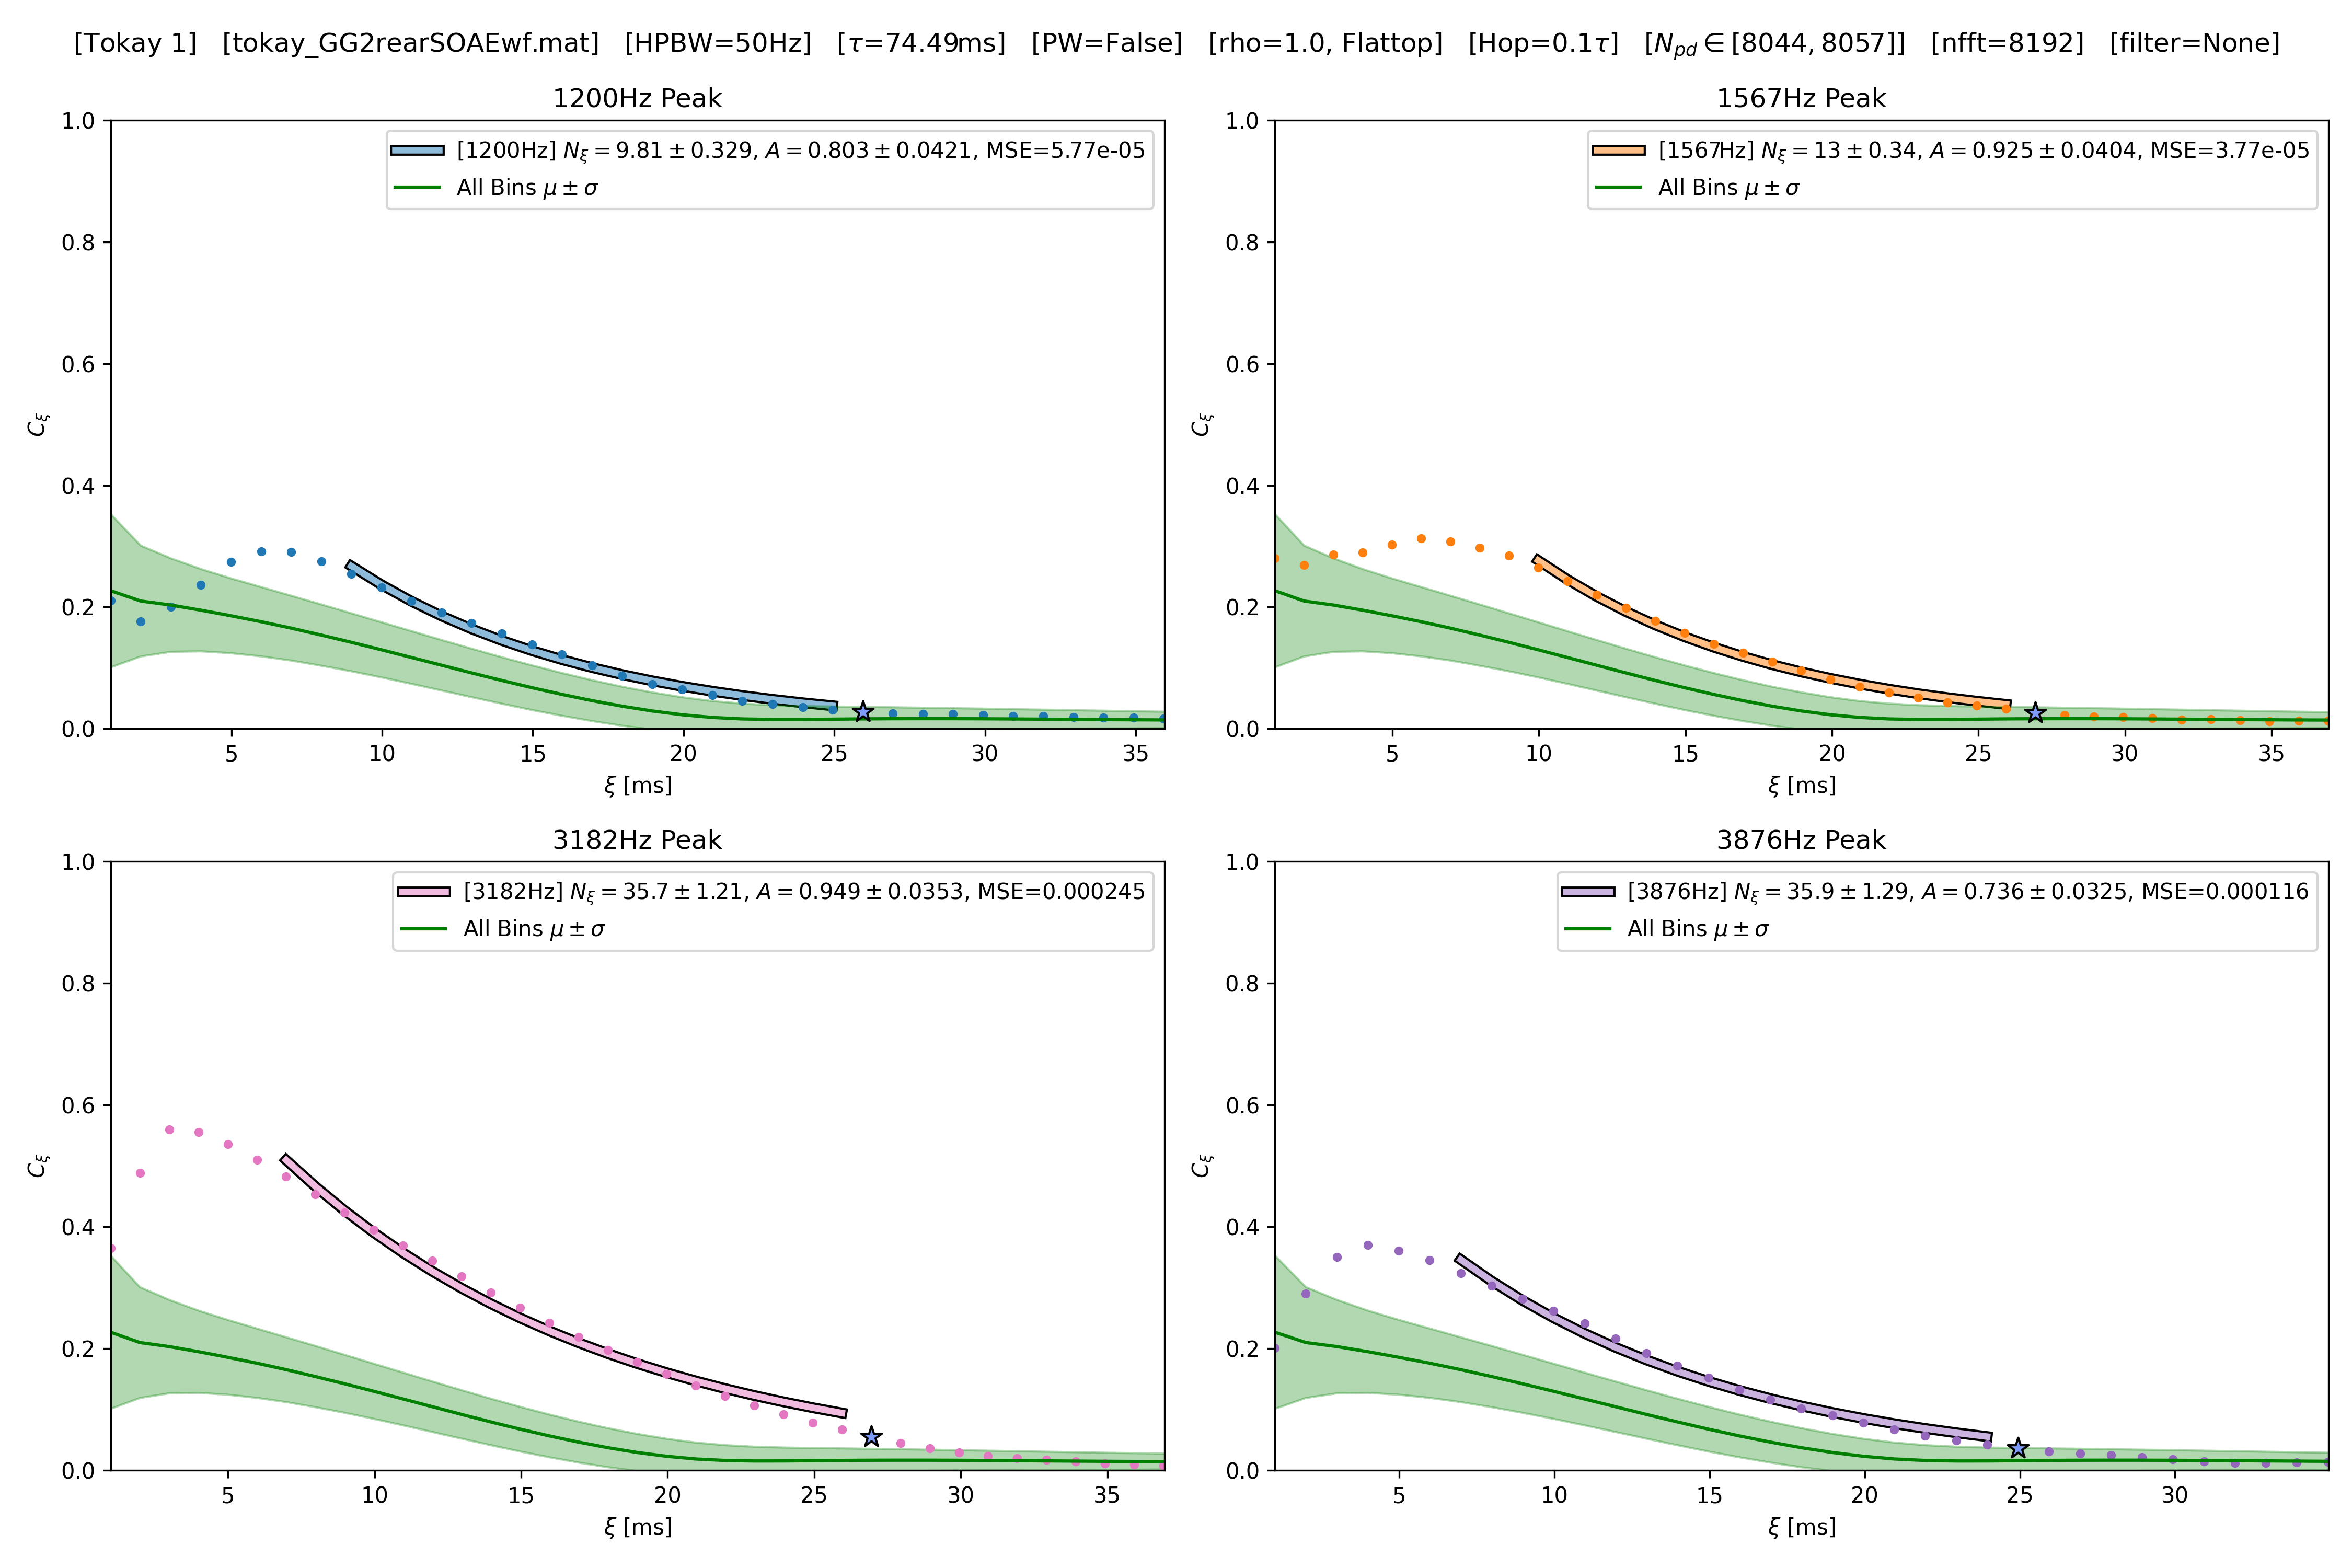 [Tokay 1] [tokay_GG2rearSOAEwf.mat] [HPBW=50Hz] [τ=74.49ms] [PW=False] [rho=1.0, Flattop] [Hop=0.1τ] [N_pd ∈ [8044, 8057]] [nfft=8192] [filter=None]
1200Hz Peak
[1200Hz] N_ξ = 9.81 ± 0.329, A = 0.803 ± 0.0421, MSE=5.77e-05
All Bins μ ± σ
1.0
0.8
0.6
0.4
0.2
0.0
C_ξ
5 10 15 20 25 30 35
ξ [ms]
1567Hz Peak
[1567Hz] N_ξ = 13 ± 0.34, A = 0.925 ± 0.0404, MSE=3.77e-05
All Bins μ ± σ
1.0
0.8
0.6
0.4
0.2
0.0
C_ξ
5 10 15 20 25 30 35
ξ [ms]
3182Hz Peak
[3182Hz] N_ξ = 35.7 ± 1.21, A = 0.949 ± 0.0353, MSE=0.000245
All Bins μ ± σ
1.0
0.8
0.6
0.4
0.2
0.0
C_ξ
5 10 15 20 25 30 35
ξ [ms]
3876Hz Peak
[3876Hz] N_ξ = 35.9 ± 1.29, A = 0.736 ± 0.0325, MSE=0.000116
All Bins μ ± σ
1.0
0.8
0.6
0.4
0.2
0.0
C_ξ
5 10 15 20 25 30
ξ [ms]